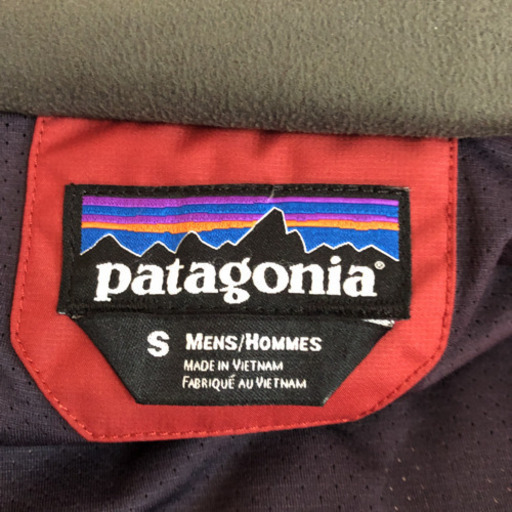 patagonia®
S MENS/HOMMES
MADE IN VIETNAM
FABRIQUÉ AU VIETNAM